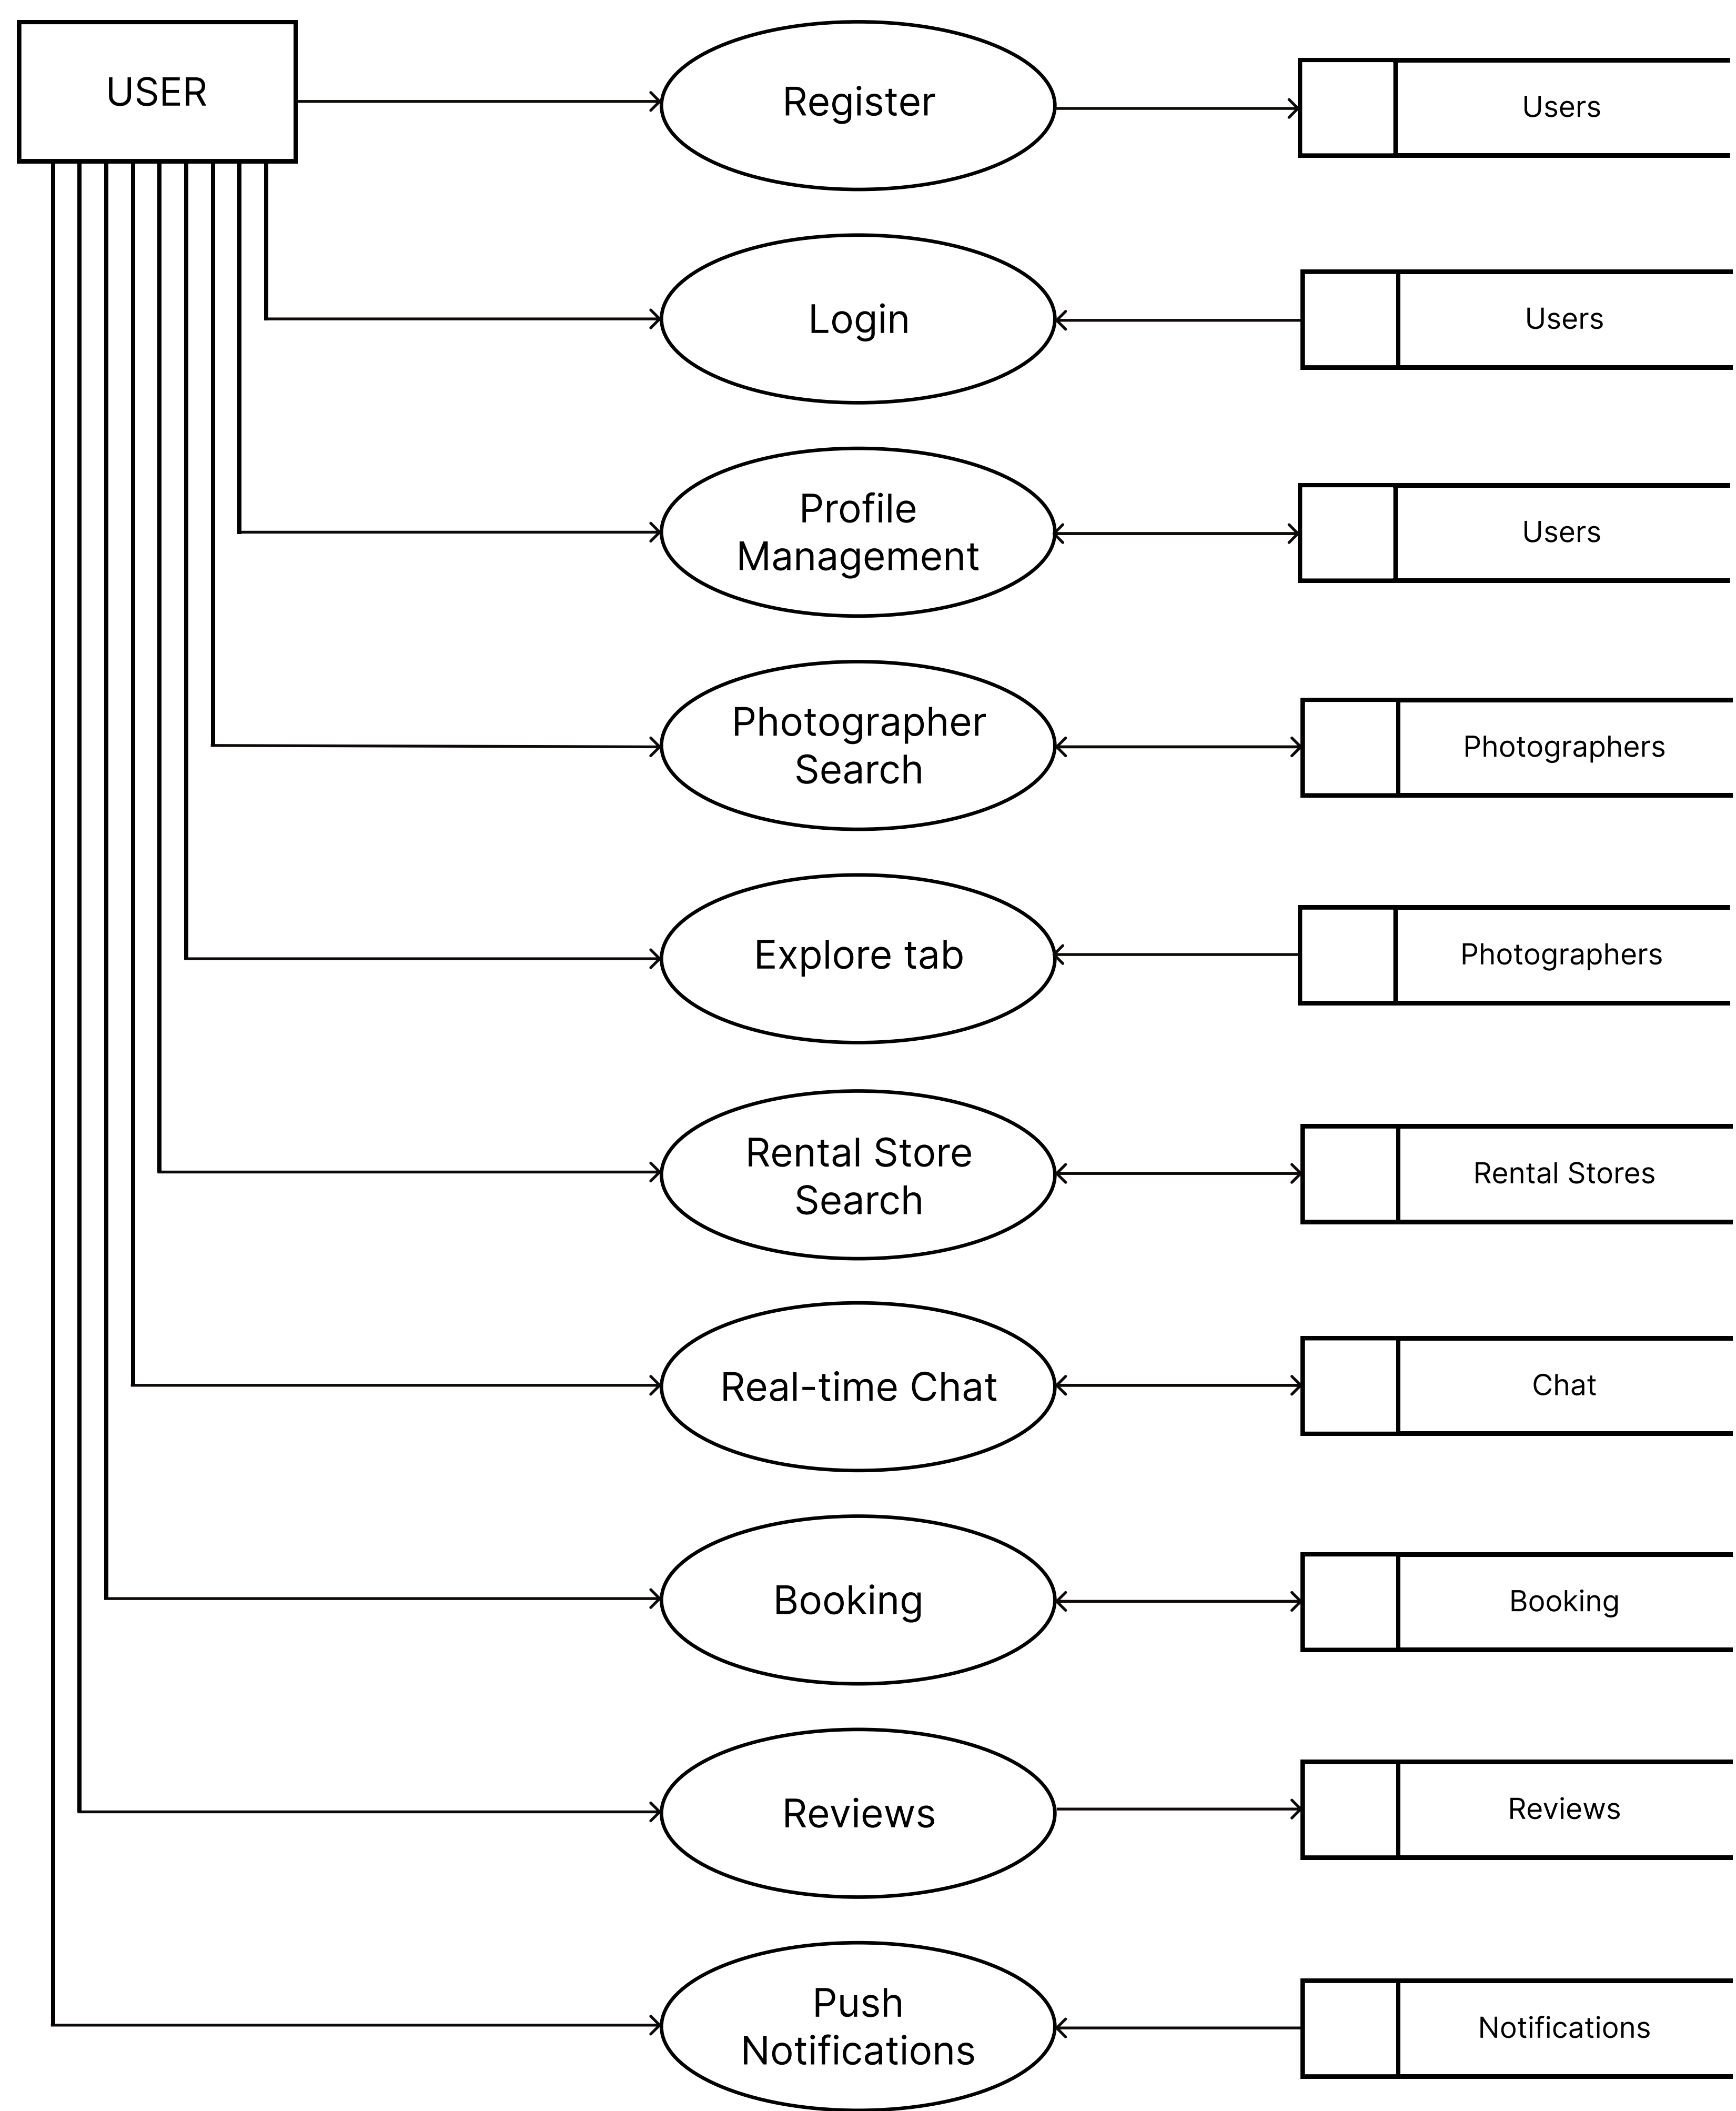 USER
Register
Users
Login
Users
Profile
Management
Users
Photographer
Search
Photographers
Explore tab
Photographers
Rental Store
Search
Rental Stores
Real-time Chat
Chat
Booking
Booking
Reviews
Reviews
Push
Notifications
Notifications